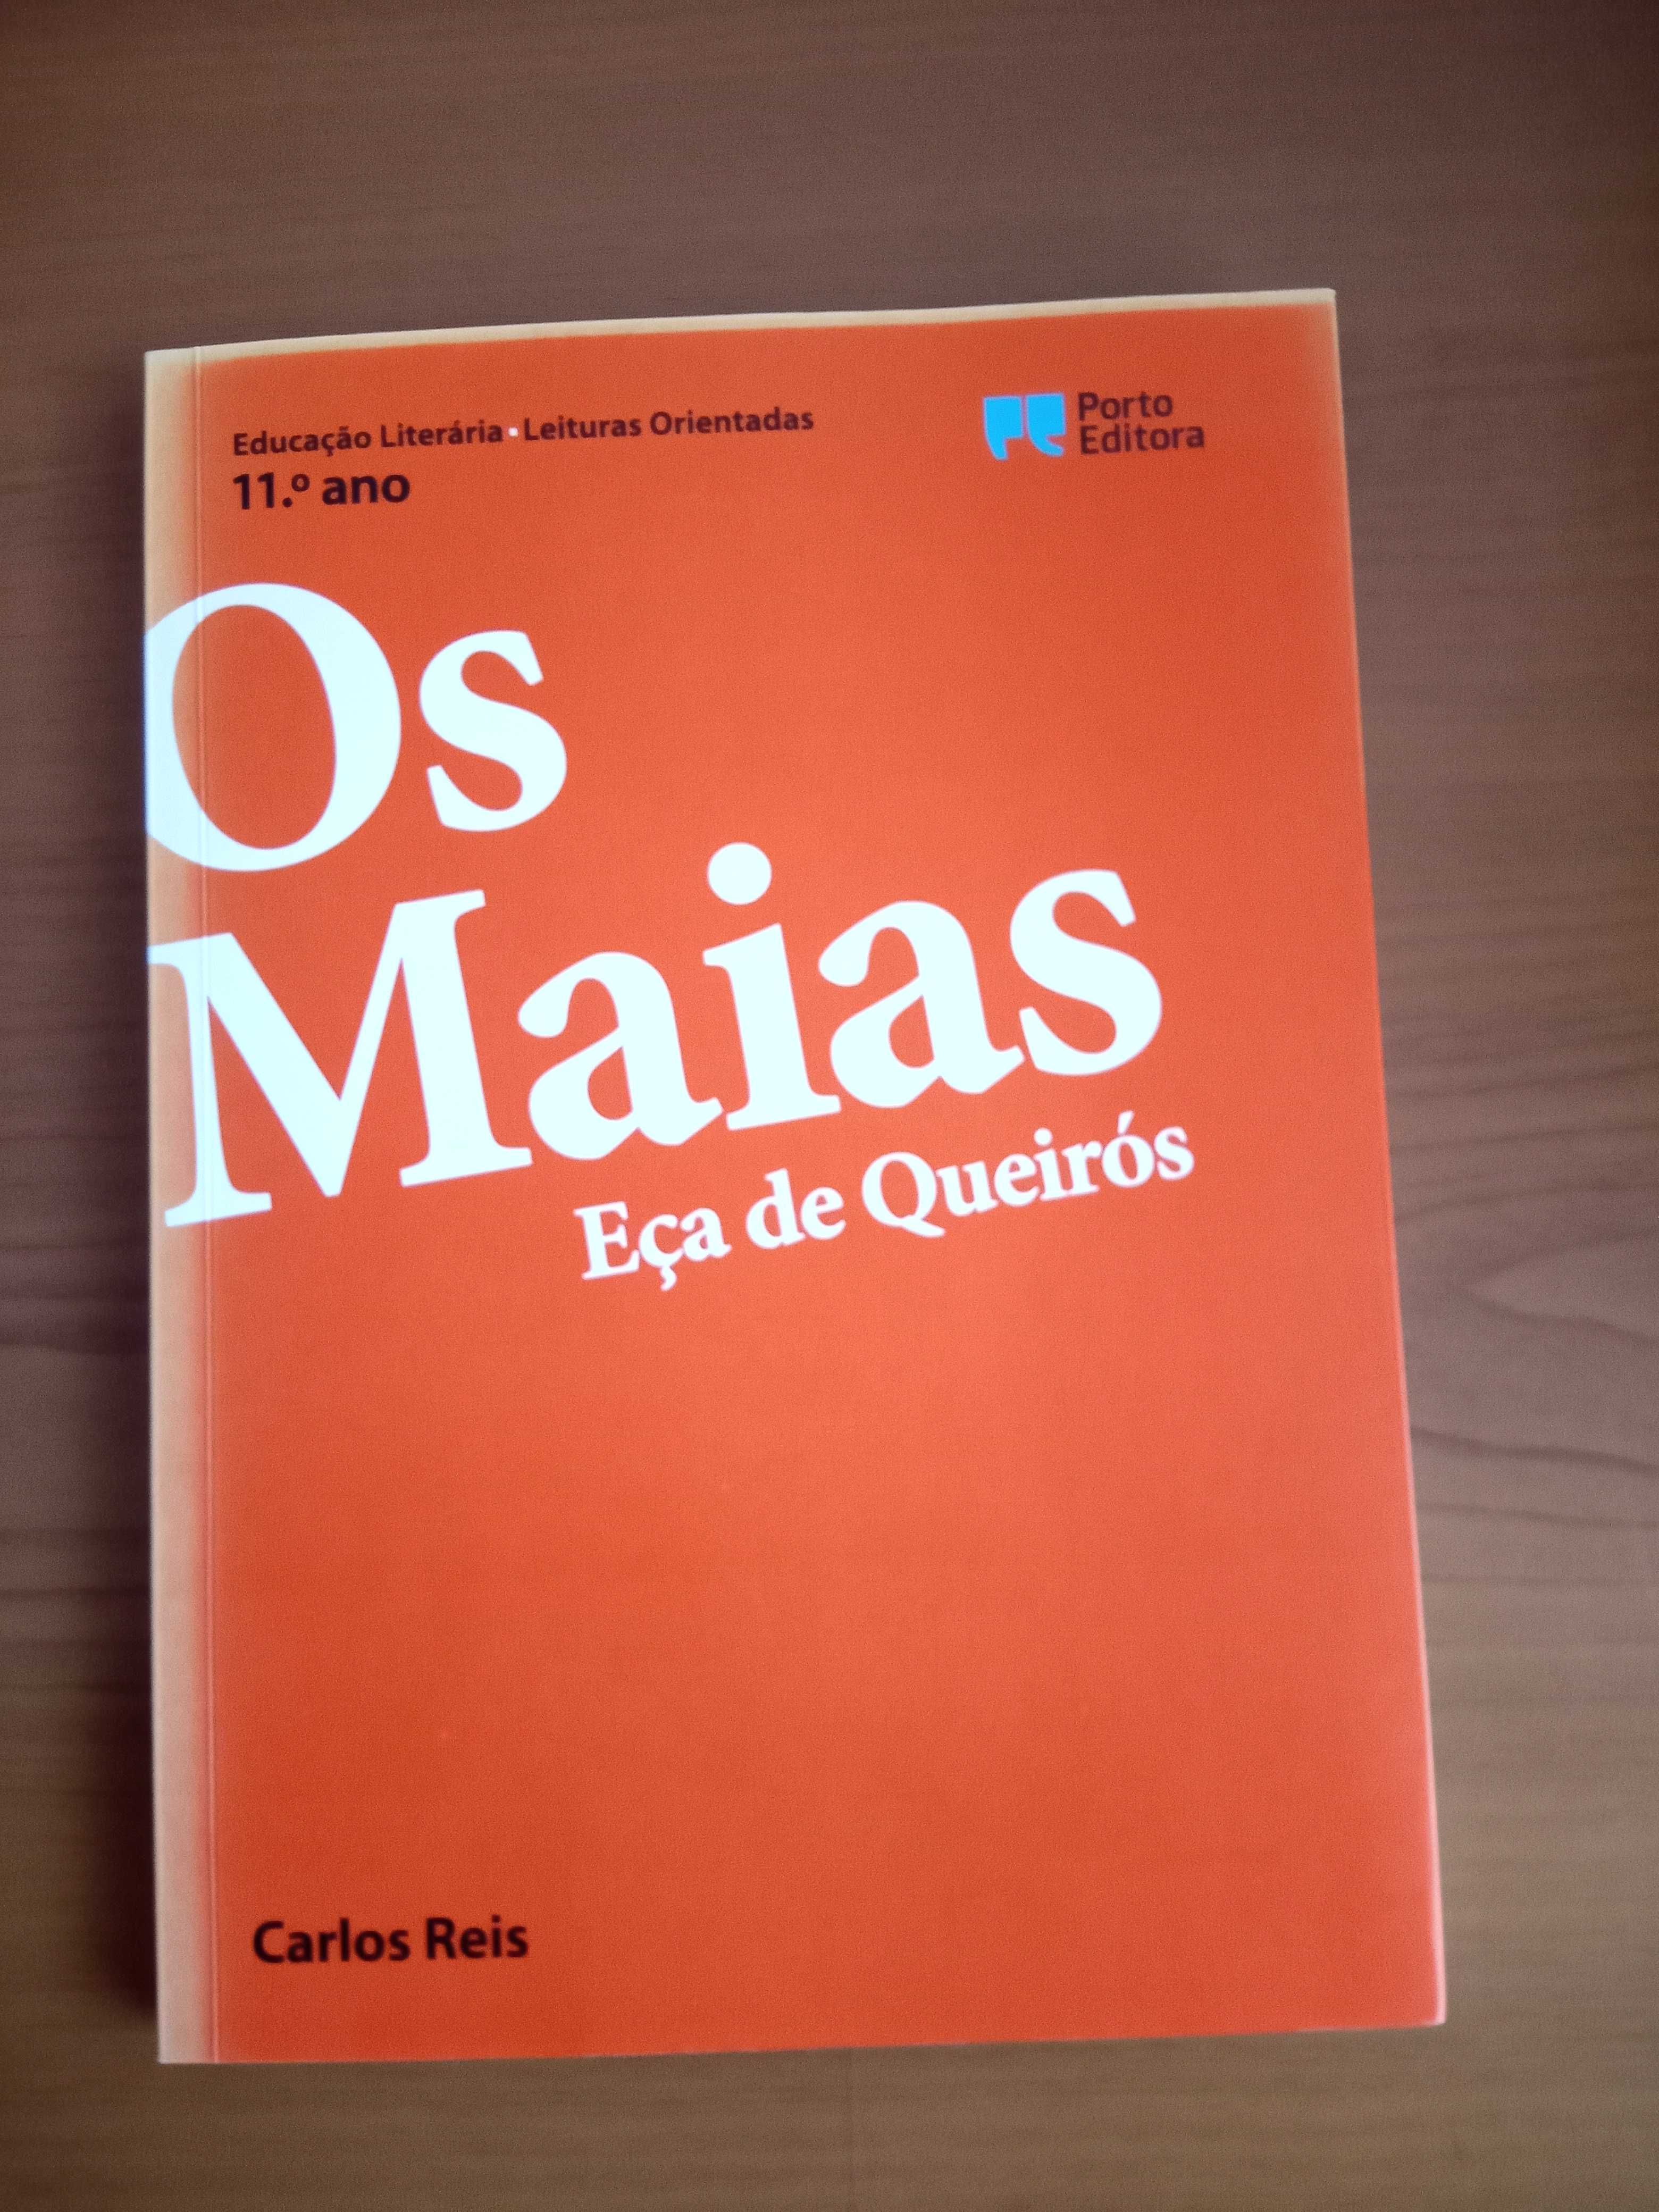 Educação Literária▪Leituras Orientadas
11.º ano
Porto
Editora
Os
Maias
Eça de Queirós
Carlos Reis